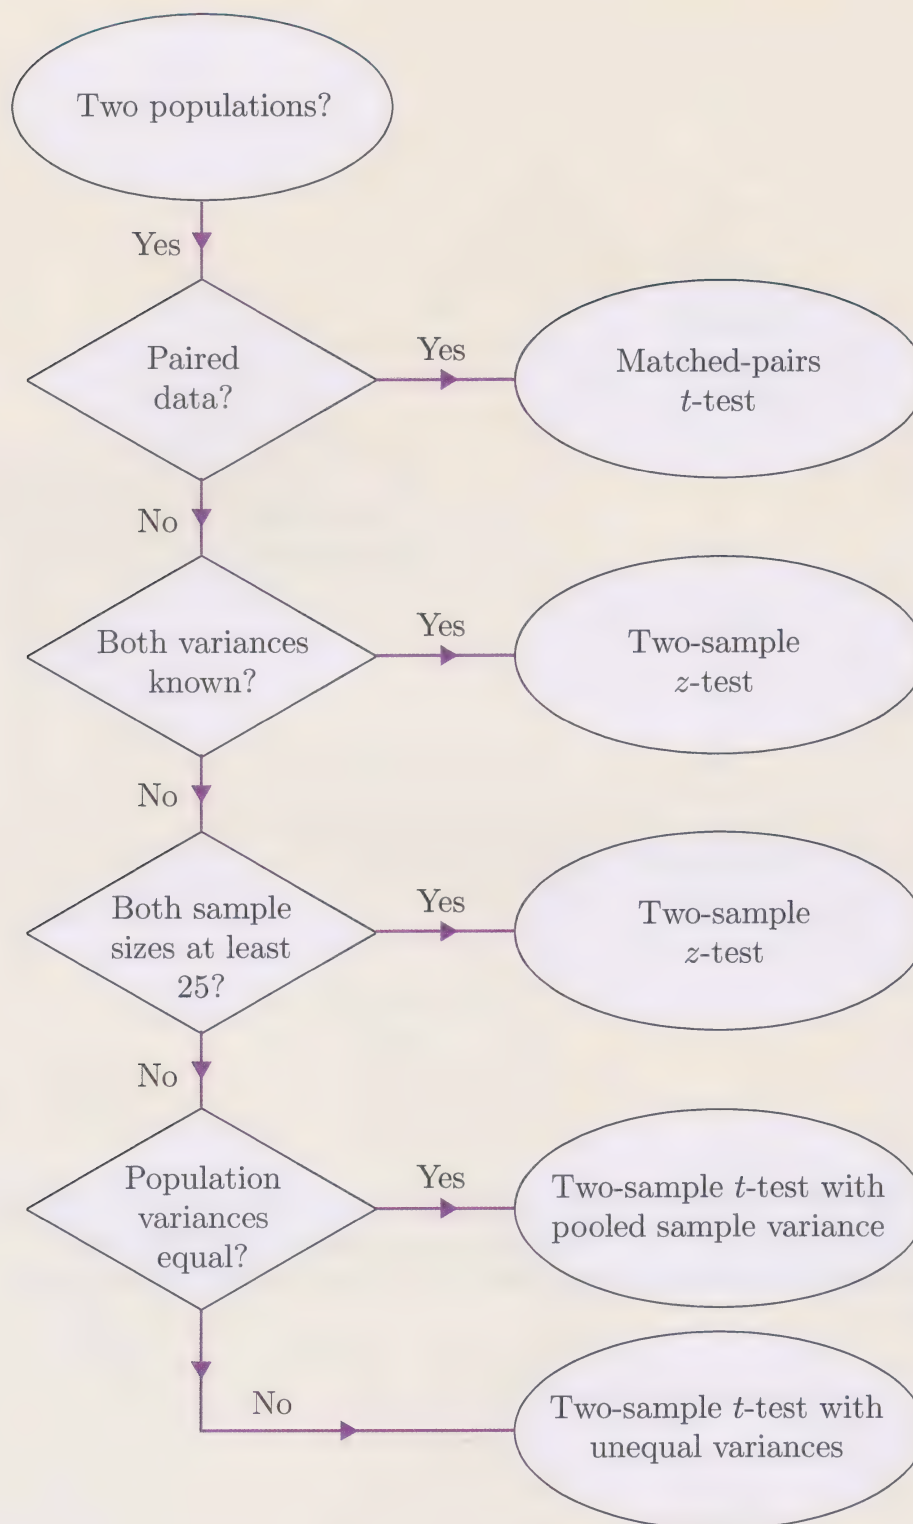 Two populations?
Yes
Paired
data?
Yes
Matched-pairs
t-test
No
Both variances
known?
Yes
Two-sample
z-test
No
Both sample
sizes at least
25?
Yes
Two-sample
z-test
No
Population
variances
equal?
Yes
Two-sample t-test with
pooled sample variance
No
Two-sample t-test with
unequal variances